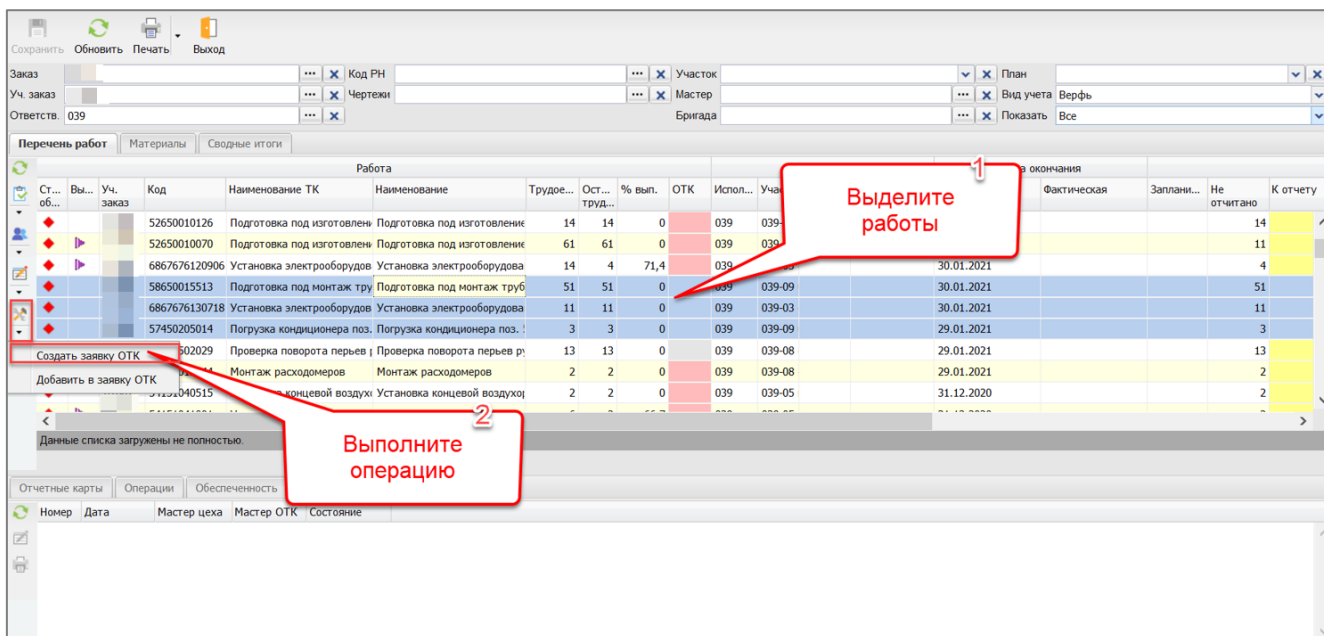 Сохранить Обновить Печать Выход
Заказ Код РН Участок План
Уч. заказ Чертежи Мастер Вид учета Верфь
Ответств. 039 Бригада Показать Все
Перечень работ Материалы Сводные итоги
Работа а окончания
Ст... об... Вы... Уч. заказ Код Наименование ТК Наименование Трудое... Ост... труд... % вып. ОТК Испол... Фактическая Заплани... Не отчитано К отчету
52650010126 Подготовка под изготовлени Подготовка под изготовление 14 14 0 039 14
52650010070 Подготовка под изготовлени Подготовка под изготовление 61 61 0 039 11
6867676120906 Установка электрооборудов Установка электрооборудова 14 4 71,4 039 30.01.2021 4
58650015513 Подготовка под монтаж тру Подготовка под монтаж труб 51 51 0 039 039-09 30.01.2021 51
6867676130718 Установка электрооборудов Установка электрооборудова 11 11 0 039 039-03 30.01.2021 11
57450205014 Погрузка кондиционера поз. Погрузка кондиционера поз. 3 3 0 039 039-09 29.01.2021 3
502029 Проверка поворота перьев Проверка поворота перьев ру 13 13 0 039 039-08 29.01.2021 13
Монтаж расходомеров Монтаж расходомеров 2 2 0 039 039-08 29.01.2021 2
концевой воздухо Установка концевой воздухо 2 2 0 039 039-05 31.12.2020 2
Создать заявку ОТК
Добавить в заявку ОТК
1
Выделите
работы
2
Выполните
операцию
Данные списка загружены не полностью.
Отчетные карты Операции Обеспеченность
Номер Дата Мастер цеха Мастер ОТК Состояние